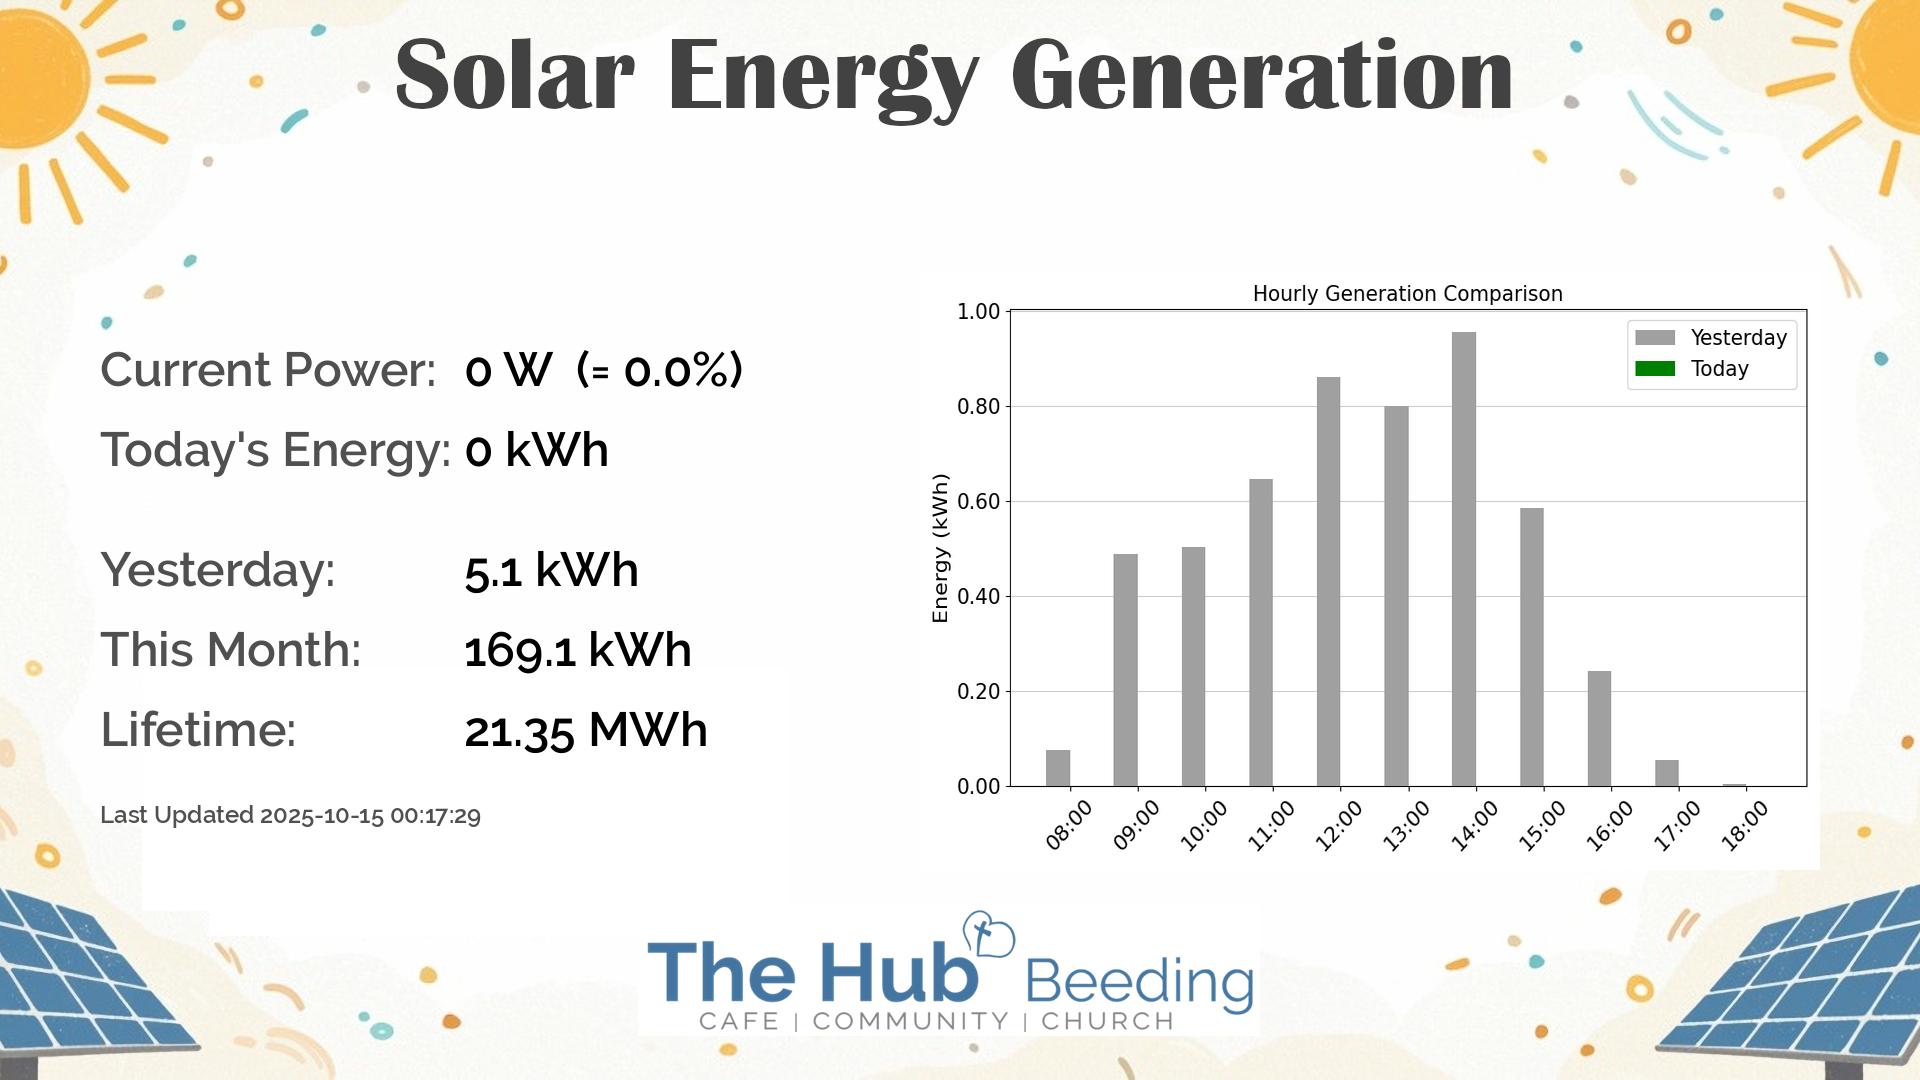 Solar Energy Generation
Current Power: 0 W (= 0.0%)
Today's Energy: 0 kWh
Yesterday: 5.1 kWh
This Month: 169.1 kWh
Lifetime: 21.35 MWh
Last Updated 2025-10-15 00:17:29
Hourly Generation Comparison
Energy (kWh)
1.00
0.80
0.60
0.40
0.20
0.00
Yesterday
Today
08:00 09:00 10:00 11:00 12:00 13:00 14:00 15:00 16:00 17:00 18:00
The Hub Beeding
CAFE | COMMUNITY | CHURCH